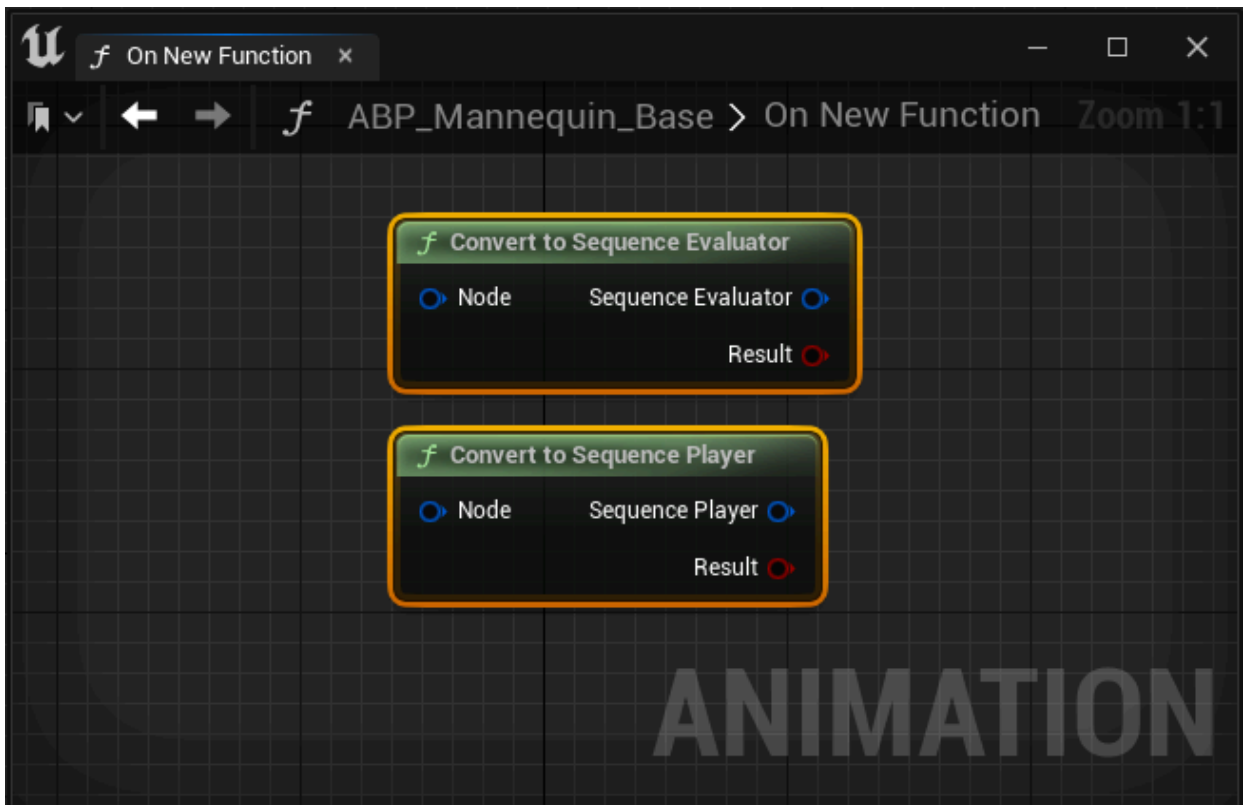 On New Function
ABP_Mannequin_Base > On New Function Zoom 1:1
Convert to Sequence Evaluator
Node Sequence Evaluator
Result
Convert to Sequence Player
Node Sequence Player
Result
ANIMATION